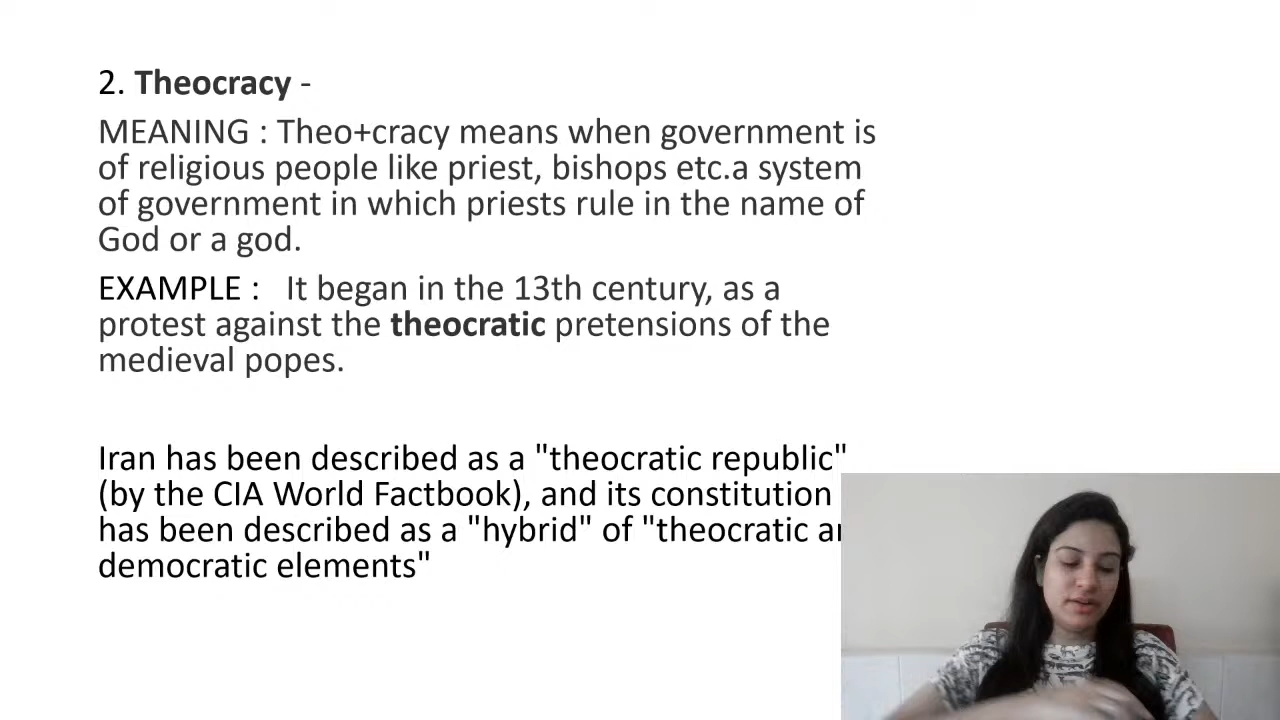 2. Theocracy -
MEANING : Theo+cracy means when government is
of religious people like priest, bishops etc.a system
of government in which priests rule in the name of
God or a god.
EXAMPLE :   It began in the 13th century, as a
protest against the theocratic pretensions of the
medieval popes.
Iran has been described as a "theocratic republic"
(by the CIA World Factbook), and its constitution
has been described as a "hybrid" of "theocratic
democratic elements"